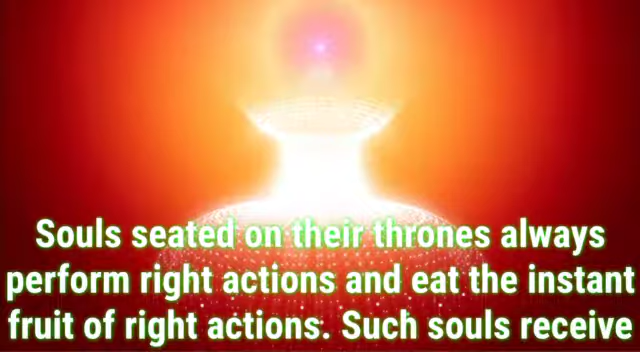 Souls seated on their thrones always
perform right actions and eat the instant
fruit of right actions. Such souls receive